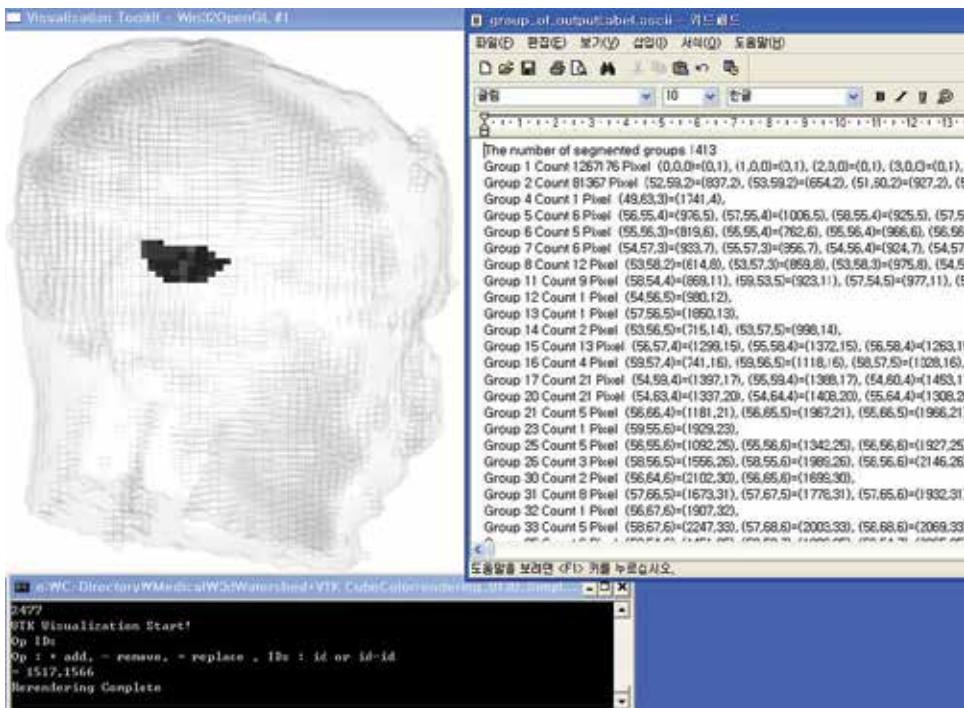 Visualization Toolkit - Win32OpenGL #1
group_of_outputlabel.ascii - 워드패드
파일(F) 편집(E) 보기(V) 삽입(I) 서식(O) 도움말(H)
굴림 10 한글
The number of segmented groups 1413
Group 1 Count 1267176 Pixel (0,0,0)=(0,1), (1,0,0)=(0,1), (2,0,0)=(0,1), (3,0,0)=(0,1),
Group 2 Count 81367 Pixel (52,59,2)=(837,2), (53,59,2)=(654,2), (51,60,2)=(927,2), (5
Group 4 Count 1 Pixel (49,63,3)=(1741,4),
Group 5 Count 6 Pixel (56,55,4)=(976,5), (57,55,4)=(1006,5), (58,55,4)=(925,5), (57,5
Group 6 Count 5 Pixel (55,56,3)=(819,6), (55,55,4)=(762,6), (55,56,4)=(966,6), (56,56
Group 7 Count 6 Pixel (54,57,3)=(933,7), (55,57,3)=(956,7), (54,56,4)=(924,7), (54,57
Group 8 Count 12 Pixel (53,58,2)=(614,8), (53,57,3)=(859,8), (53,58,3)=(975,8), (54,5
Group 11 Count 9 Pixel (58,54,4)=(869,11), (59,53,5)=(923,11), (57,54,5)=(977,11), (5
Group 12 Count 1 Pixel (54,56,5)=(980,12),
Group 13 Count 1 Pixel (57,56,5)=(1850,13),
Group 14 Count 2 Pixel (53,56,5)=(715,14), (53,57,5)=(998,14),
Group 15 Count 13 Pixel (56,57,4)=(1299,15), (55,58,4)=(1372,15), (56,58,4)=(1263,1
Group 16 Count 4 Pixel (59,57,4)=(741,16), (59,56,5)=(1118,16), (58,57,5)=(1028,16),
Group 17 Count 21 Pixel (54,59,4)=(1397,17), (55,59,4)=(1388,17), (54,60,4)=(1453,1
Group 20 Count 21 Pixel (54,63,4)=(1337,20), (54,64,4)=(1408,20), (55,64,4)=(1308,2
Group 21 Count 5 Pixel (56,66,4)=(1181,21), (56,65,5)=(1967,21), (55,66,5)=(1966,21)
Group 23 Count 1 Pixel (59,55,6)=(1929,23),
Group 25 Count 5 Pixel (56,55,6)=(1092,25), (55,56,6)=(1342,25), (56,56,6)=(1927,25
Group 26 Count 3 Pixel (58,56,5)=(1556,26), (58,55,6)=(1989,26), (56,56,6)=(2146,26
Group 30 Count 2 Pixel (56,64,6)=(2102,30), (56,65,6)=(1699,30),
Group 31 Count 8 Pixel (57,66,5)=(1673,31), (57,67,5)=(1778,31), (57,65,6)=(1932,31
Group 32 Count 1 Pixel (56,67,6)=(1907,32),
Group 33 Count 5 Pixel (58,67,6)=(2247,33), (57,68,6)=(2003,33), (56,68,6)=(2069,33
도움말을 보려면 <F1> 키를 누르십시오.
2477
VTK Visualization Start!
Op IDs
Op : + add, - remove, = replace , IDs : id or id-id
= 1517,1566
Rerendering Complete